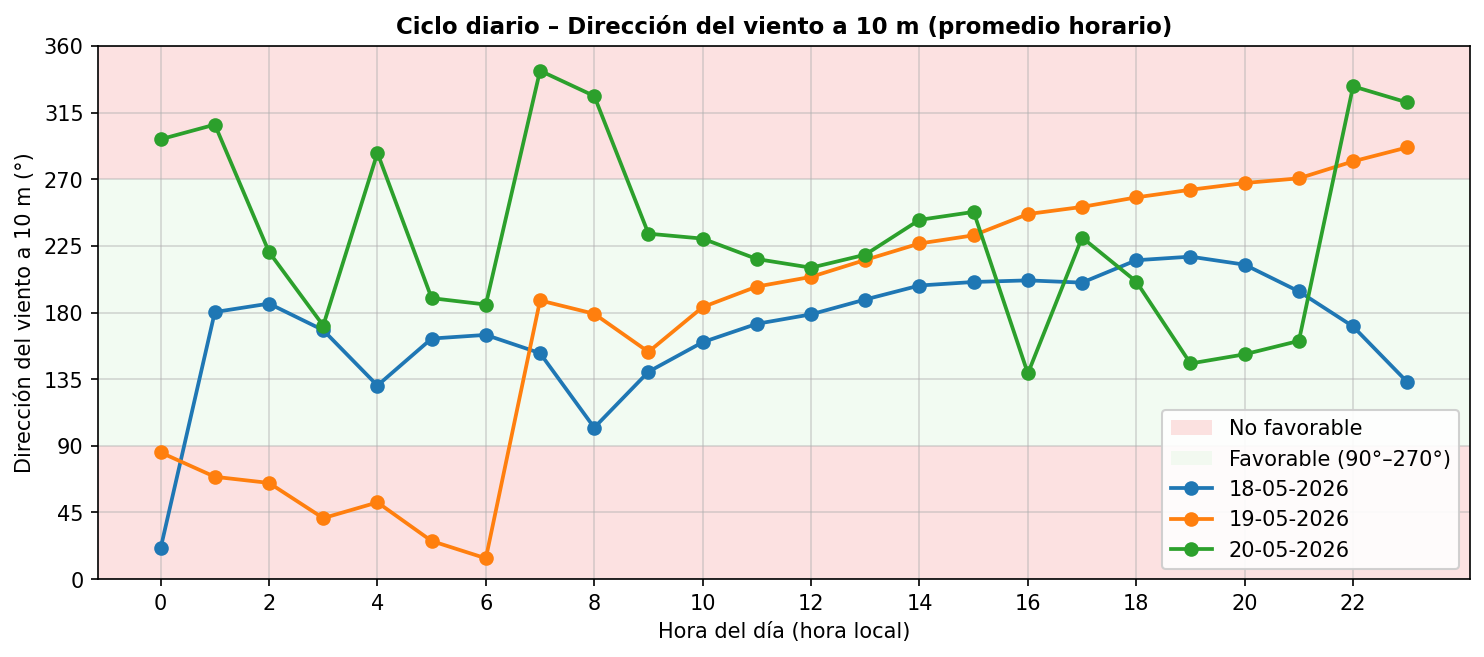 Ciclo diario – Dirección del viento a 10 m (promedio horario)
Dirección del viento a 10 m (°)
360
315
270
225
180
135
90
45
0
0 2 4 6 8 10 12 14 16 18 20 22
Hora del día (hora local)
No favorable
Favorable (90°–270°)
18-05-2026
19-05-2026
20-05-2026